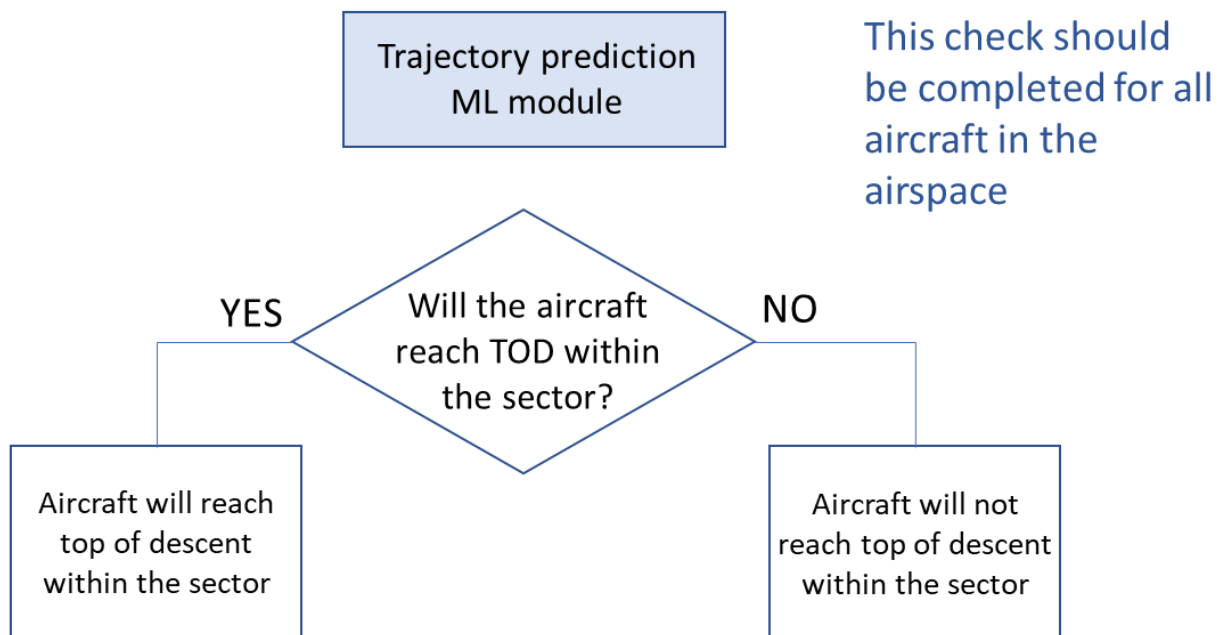 Trajectory prediction
ML module
This check should
be completed for all
aircraft in the
airspace
YES
Will the aircraft
reach TOD within
the sector?
NO
Aircraft will reach
top of descent
within the sector
Aircraft will not
reach top of descent
within the sector